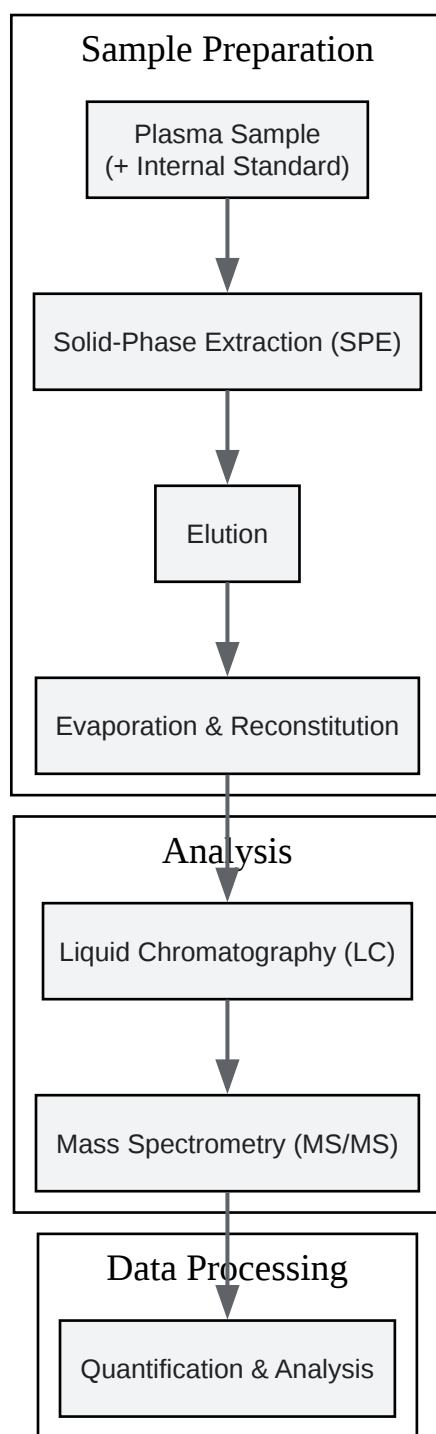 Sample Preparation
Plasma Sample
(+ Internal Standard)
Solid-Phase Extraction (SPE)
Elution
Evaporation & Reconstitution
Analysis
Liquid Chromatography (LC)
Mass Spectrometry (MS/MS)
Data Processing
Quantification & Analysis